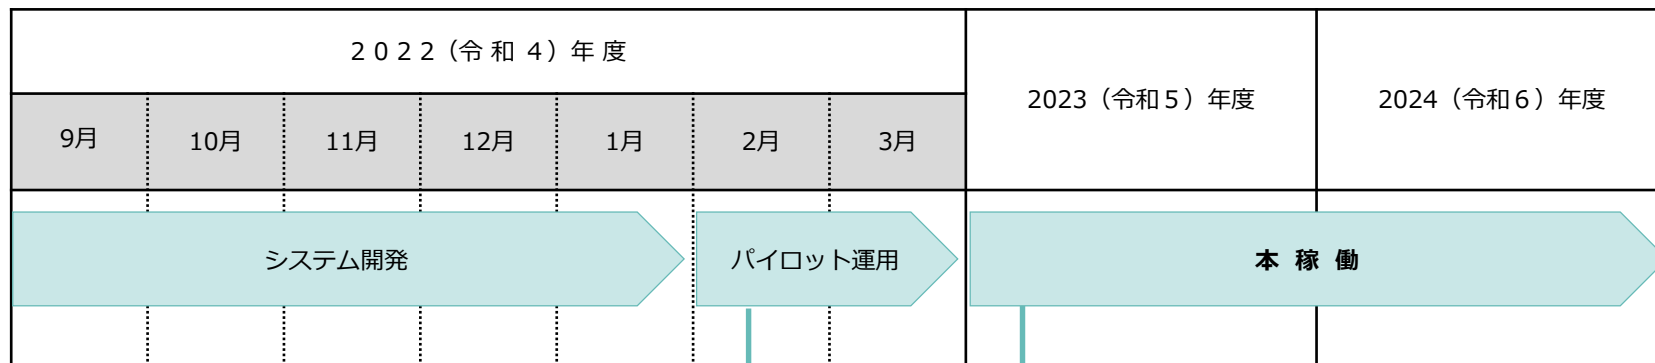 ２０２２（令和 ４）年度
2023（令和５）年度
2024（令和６）年度
9月
10月
11月
12月
1月
2月
3月
システム開発
パイロット運用
本 稼 働